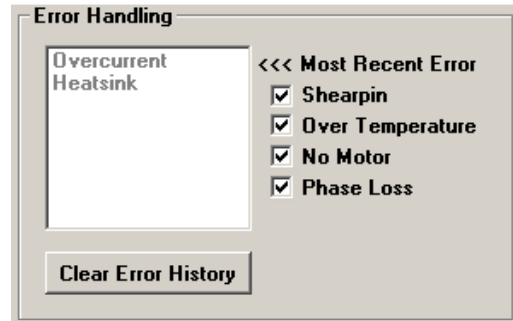 Error Handling
Overcurrent
Heatsink
<<< Most Recent Error
Shearpin
Over Temperature
No Motor
Phase Loss
Clear Error History